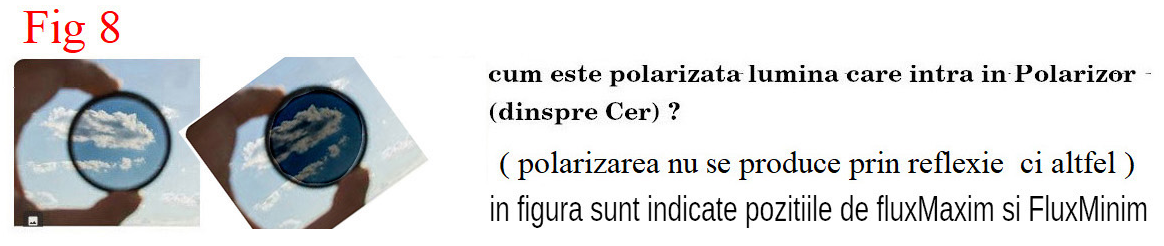 Fig 8
cum este polarizata lumina care intra in Polarizor -
(dinspre Cer) ?
( polarizarea nu se produce prin reflexie ci altfel )
in figura sunt indicate pozitiile de fluxMaxim si FluxMinim